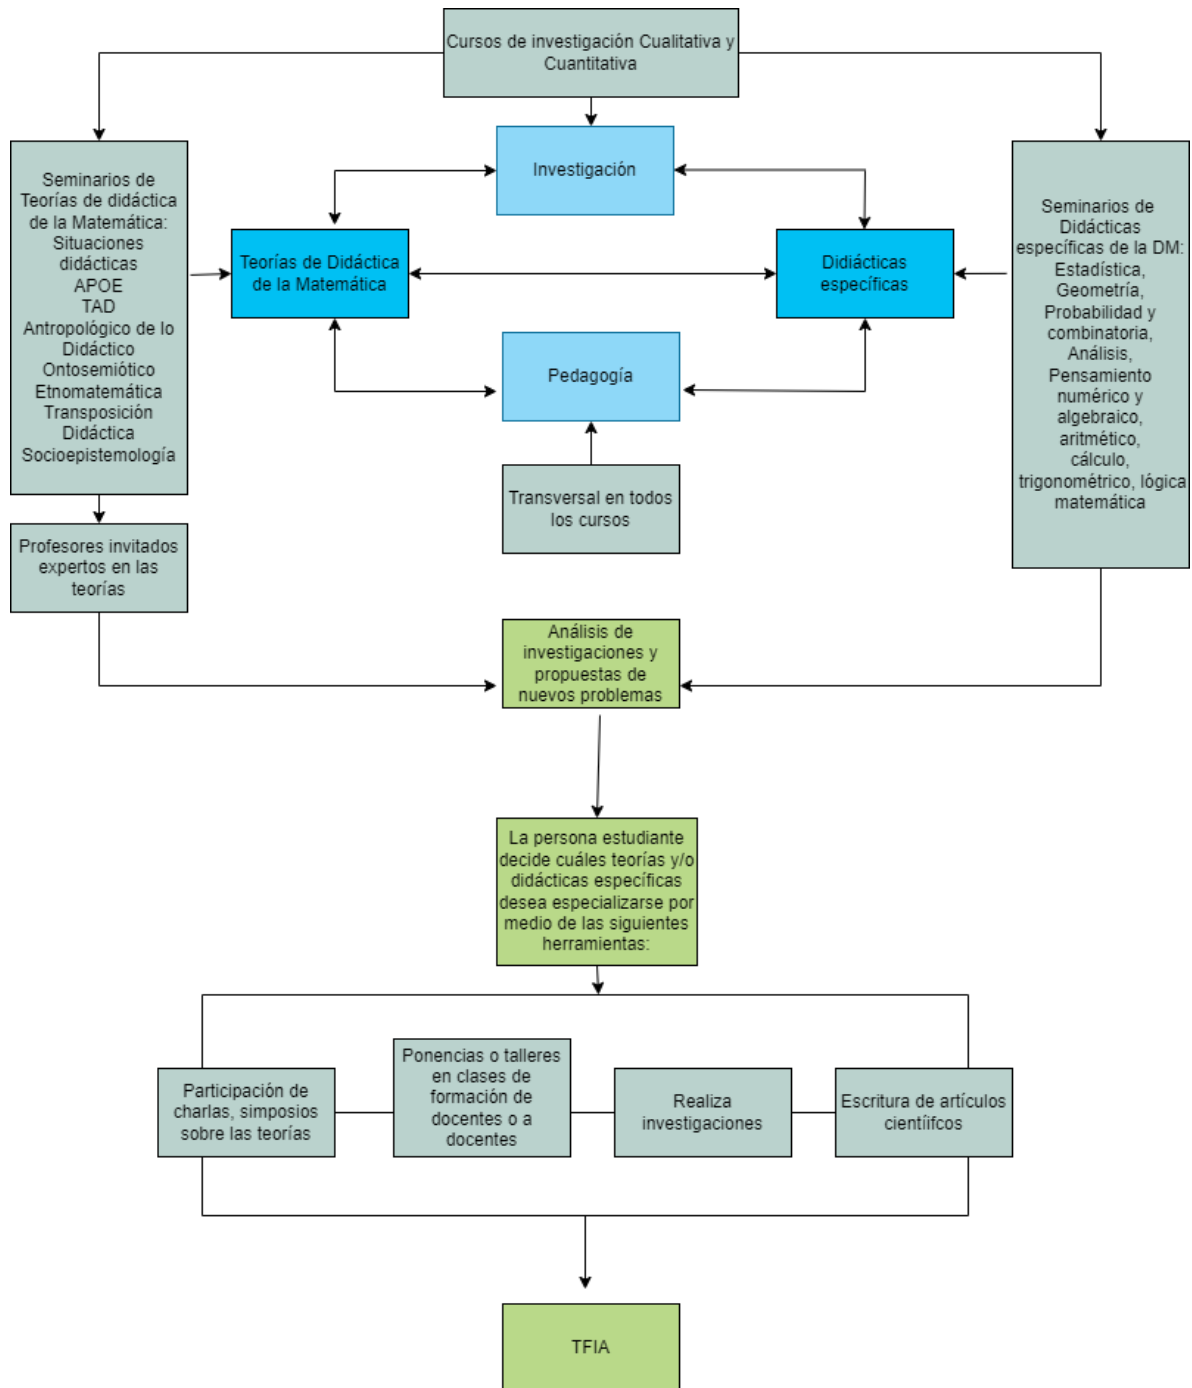 Cursos de investigación Cualitativa y
Cuantitativa
Investigación
Seminarios de
Teorías de didáctica
de la Matemática:
Situaciones
didácticas
APOE
TAD
Antropológico de lo
Didáctico
Ontosemiótico
Etnomatemática
Transposición
Didáctica
Socioepistemología
Teorías de Didáctica
de la Matemática
Didiácticas
específicas
Seminarios de
Didácticas
específicas de la DM:
Estadística,
Geometría,
Probabilidad y
combinatoria,
Análisis,
Pensamiento
numérico y
algebraico,
aritmético,
cálculo,
trigonométrico, lógica
matemática
Pedagogía
Transversal en todos
los cursos
Profesores invitados
expertos en las
teorías
Análisis de
investigaciones y
propuestas de
nuevos problemas
La persona estudiante
decide cuáles teorías y/o
didácticas específicas
desea especializarse por
medio de las siguientes
herramientas:
Participación de
charlas, simposios
sobre las teorías
Ponencias o talleres
en clases de
formación de
docentes o a
docentes
Realiza
investigaciones
Escritura de artículos
cientíifcos
TFIA